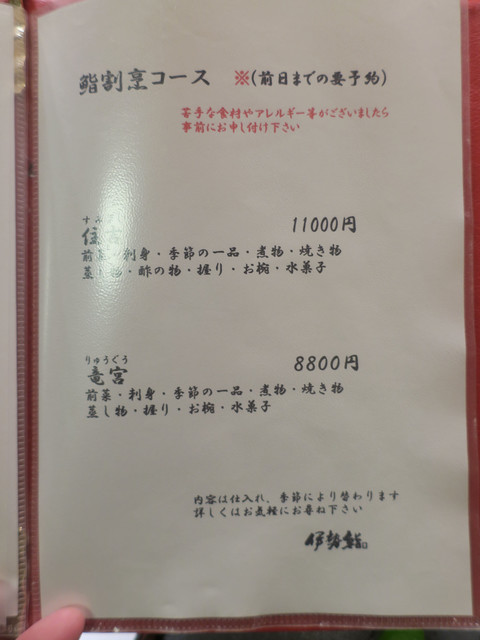 鮨割烹コース ※(前日までの要予約)
苦手な食材やアレルギー等がございましたら
事前にお申し付け下さい
11000円
前菜・刺身・季節の一品・煮物・焼き物
蒸し物・酢の物・握り・お椀・水菓子
りゅうぐう
竜宮 8800円
前菜・刺身・季節の一品・煮物・焼き物
蒸し物・握り・お椀・水菓子
内容は仕入れ、季節により替わります
詳しくはお気軽にお尋ね下さい
伊勢鮨